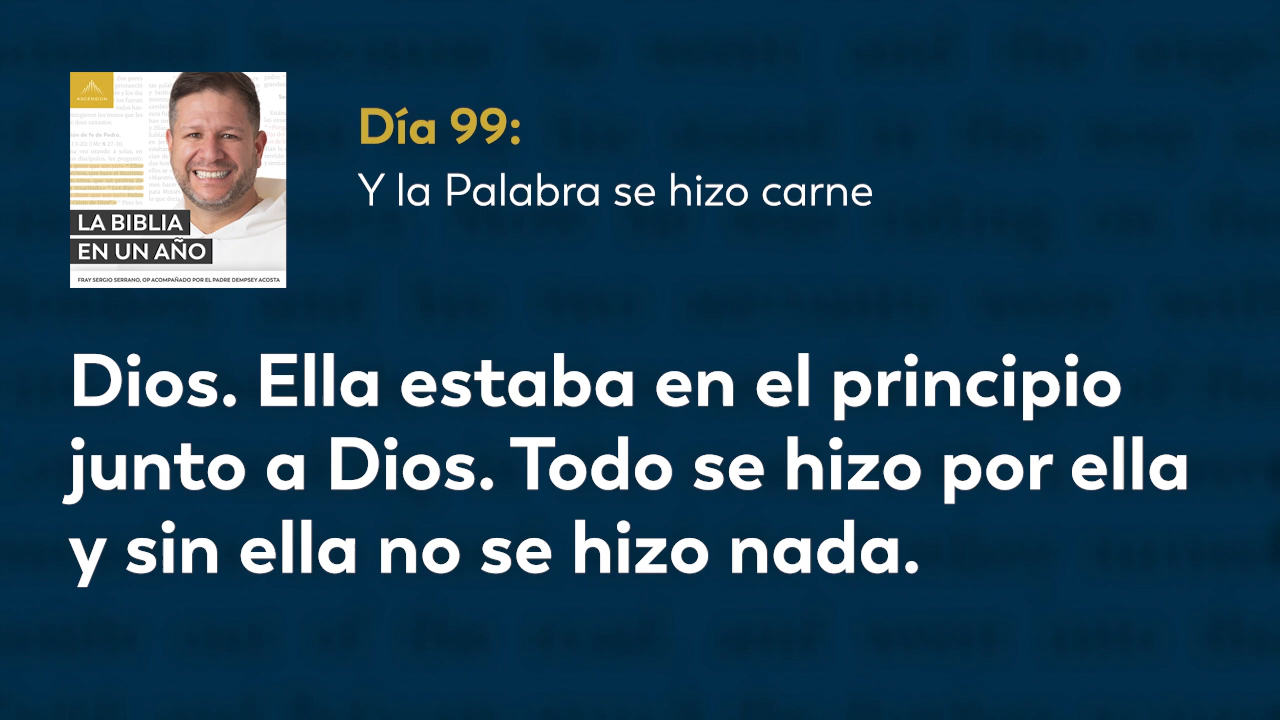 ASCENSION
LA BIBLIA
EN UN AÑO
FRAY SERGIO SERRANO, OP ACOMPAÑADO POR EL PADRE DEMPSEY ACOSTA
Día 99:
Y la Palabra se hizo carne
Dios. Ella estaba en el principio
junto a Dios. Todo se hizo por ella
y sin ella no se hizo nada.